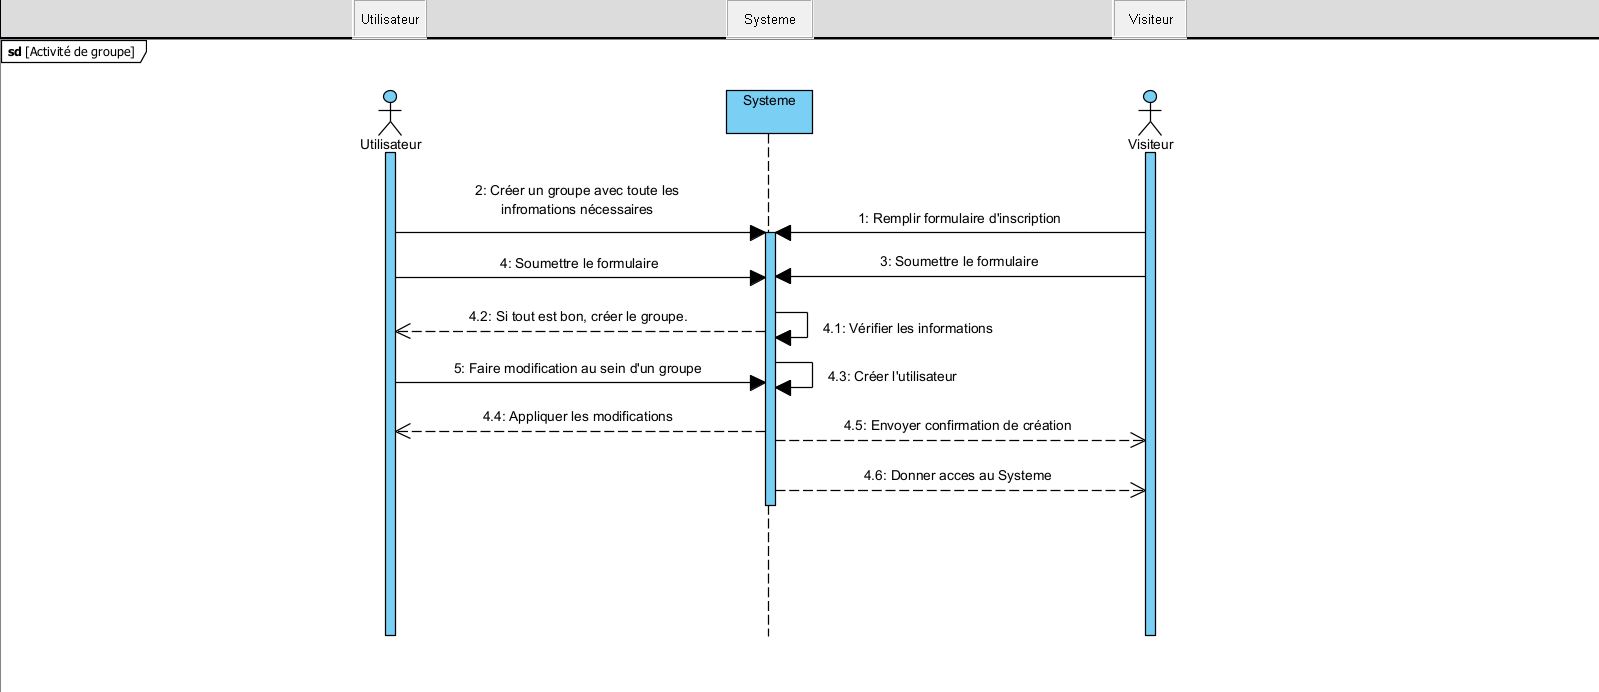 Utilisateur
Systeme
Visiteur
sd [Activité de groupe]
Systeme
Utilisateur
Visiteur
2: Créer un groupe avec toute les
infromations nécessaires
1: Remplir formulaire d'inscription
4: Soumettre le formulaire
3: Soumettre le formulaire
4.2: Si tout est bon, créer le groupe.
4.1: Vérifier les informations
5: Faire modification au sein d'un groupe
4.3: Créer l'utilisateur
4.4: Appliquer les modifications
4.5: Envoyer confirmation de création
4.6: Donner acces au Systeme